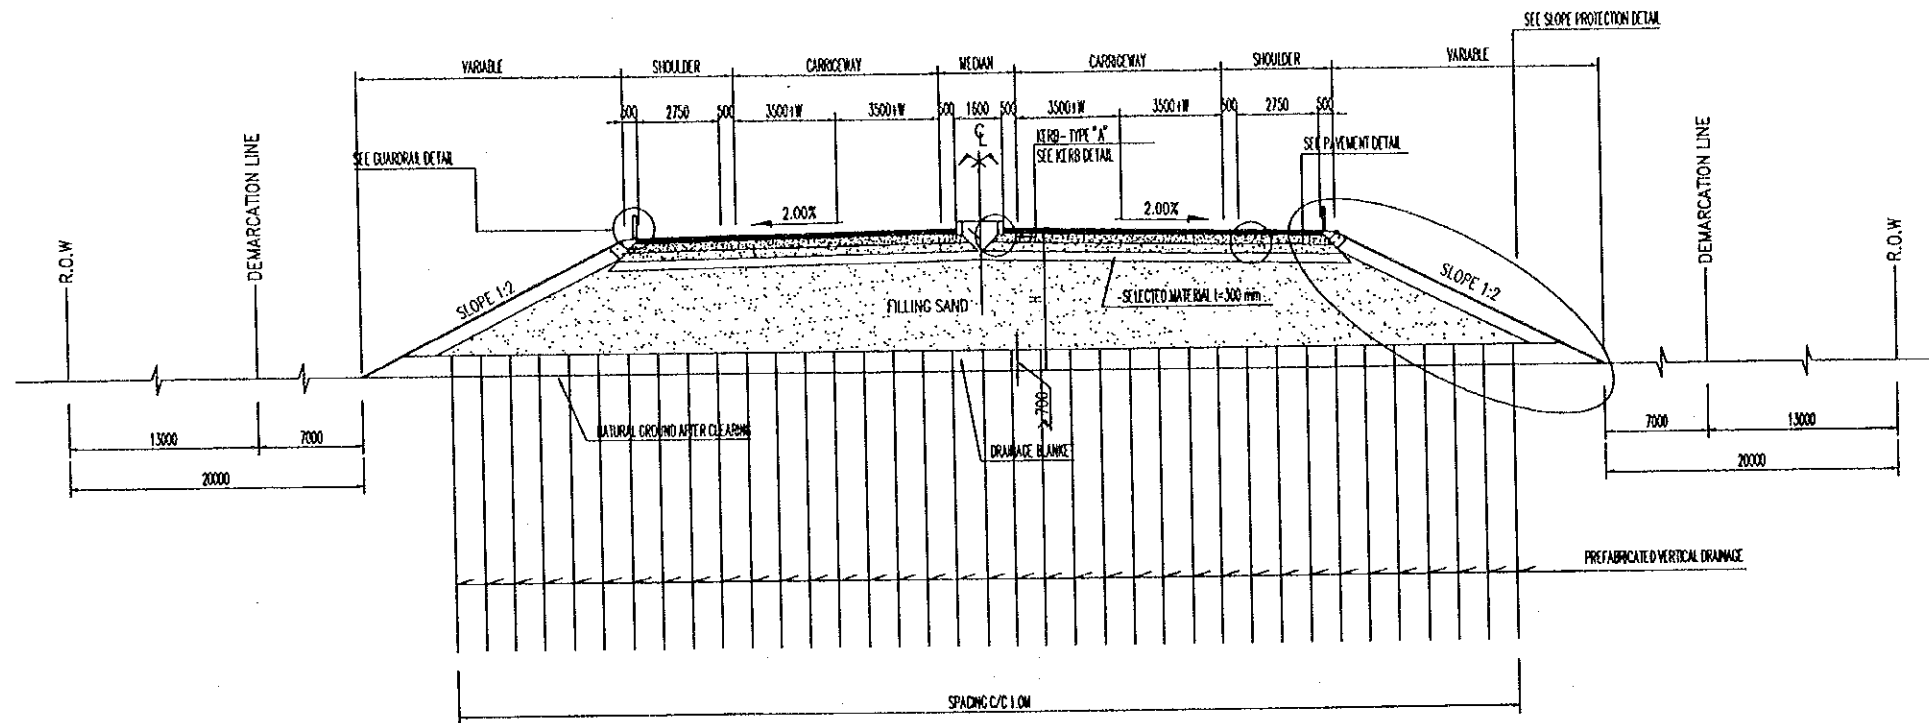 SEE SLOPE PROTECTION DETAIL
VARIABLE SHOULDER CARRIGEWAY MEDIAN CARRIGEWAY SHOULDER VARIABLE
500 2750 500 3500+W 3500+W 500 1600 500 3500+W 3500+W 500 2750 500
KERB-TYPE "A"
SEE KERB DETAIL
SEE PAVEMENT DETAIL
SEE GUARDRAIL DETAIL
R.O.W
DEMARCATION LINE
DEMARCATION LINE
R.O.W
2.00% 2.00%
SLOPE 1:2
SLOPE 1:2
FILLING SAND
SELECTED MATERIAL t=300 mm
H
NATURAL GROUND AFTER CLEARING
700
DRAINAGE BLANKET
13000 7000
20000
7000 13000
20000
PREFABRICATED VERTICAL DRAINAGE
SPACING C/C 1.0M